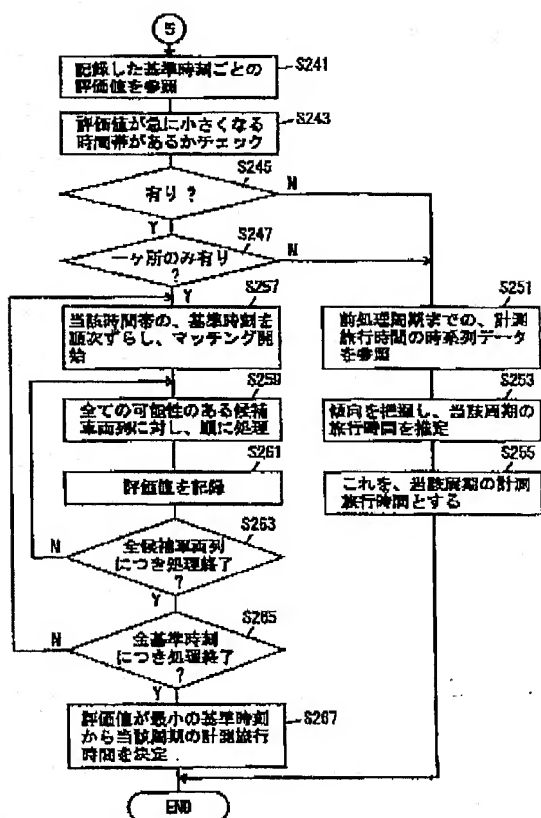 5
記録した基準時刻ごとの
評価値を参照
S241
評価値が急に小さくなる
時間帯があるかチェック
S243
有り?
S245
N
Y
一ヶ所のみ有り
?
S247
N
Y
当該時間帯の、基準時刻を
順次ずらし、マッチング開
始
S257
全ての可能性のある候補
車両列に対し、順に処理
S259
評価値を記録
S261
全候補車両列
につき処理終了
?
S263
N
Y
全基準時刻
につき処理終了
?
S265
N
Y
評価値が最小の基準時刻
から当該周期の計測旅行
時間を決定
S267
前処理周期までの、計測
旅行時間の時系列データ
を参照
S251
傾向を把握し、当該周期の
旅行時間を推定
S253
これを、当該周期の計測
旅行時間とする
S255
END